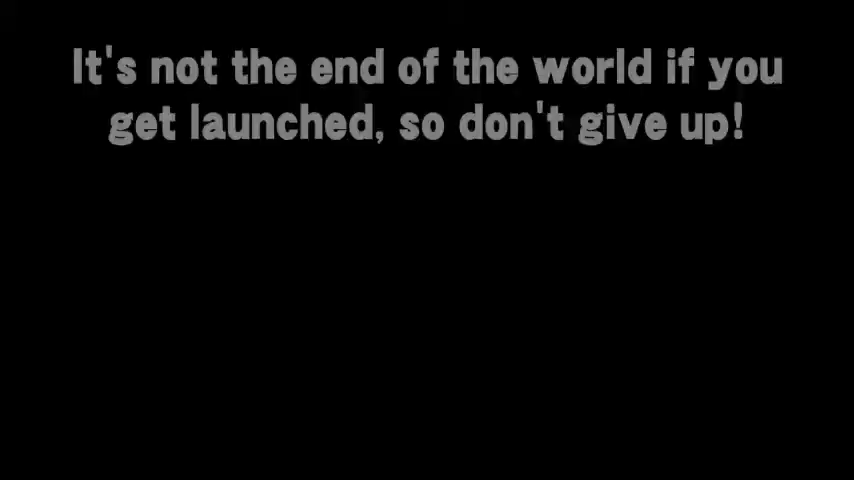 It's not the end of the world if you
get launched, so don't give up!